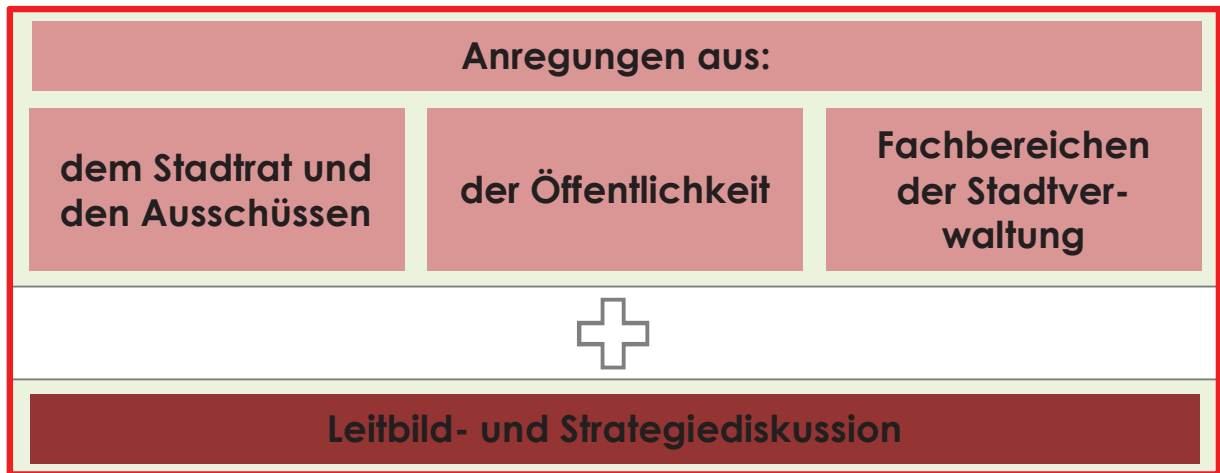 Anregungen aus:
dem Stadtrat und
den Ausschüssen
der Öffentlichkeit
Fachbereichen
der Stadtver-
waltung
Leitbild- und Strategiediskussion